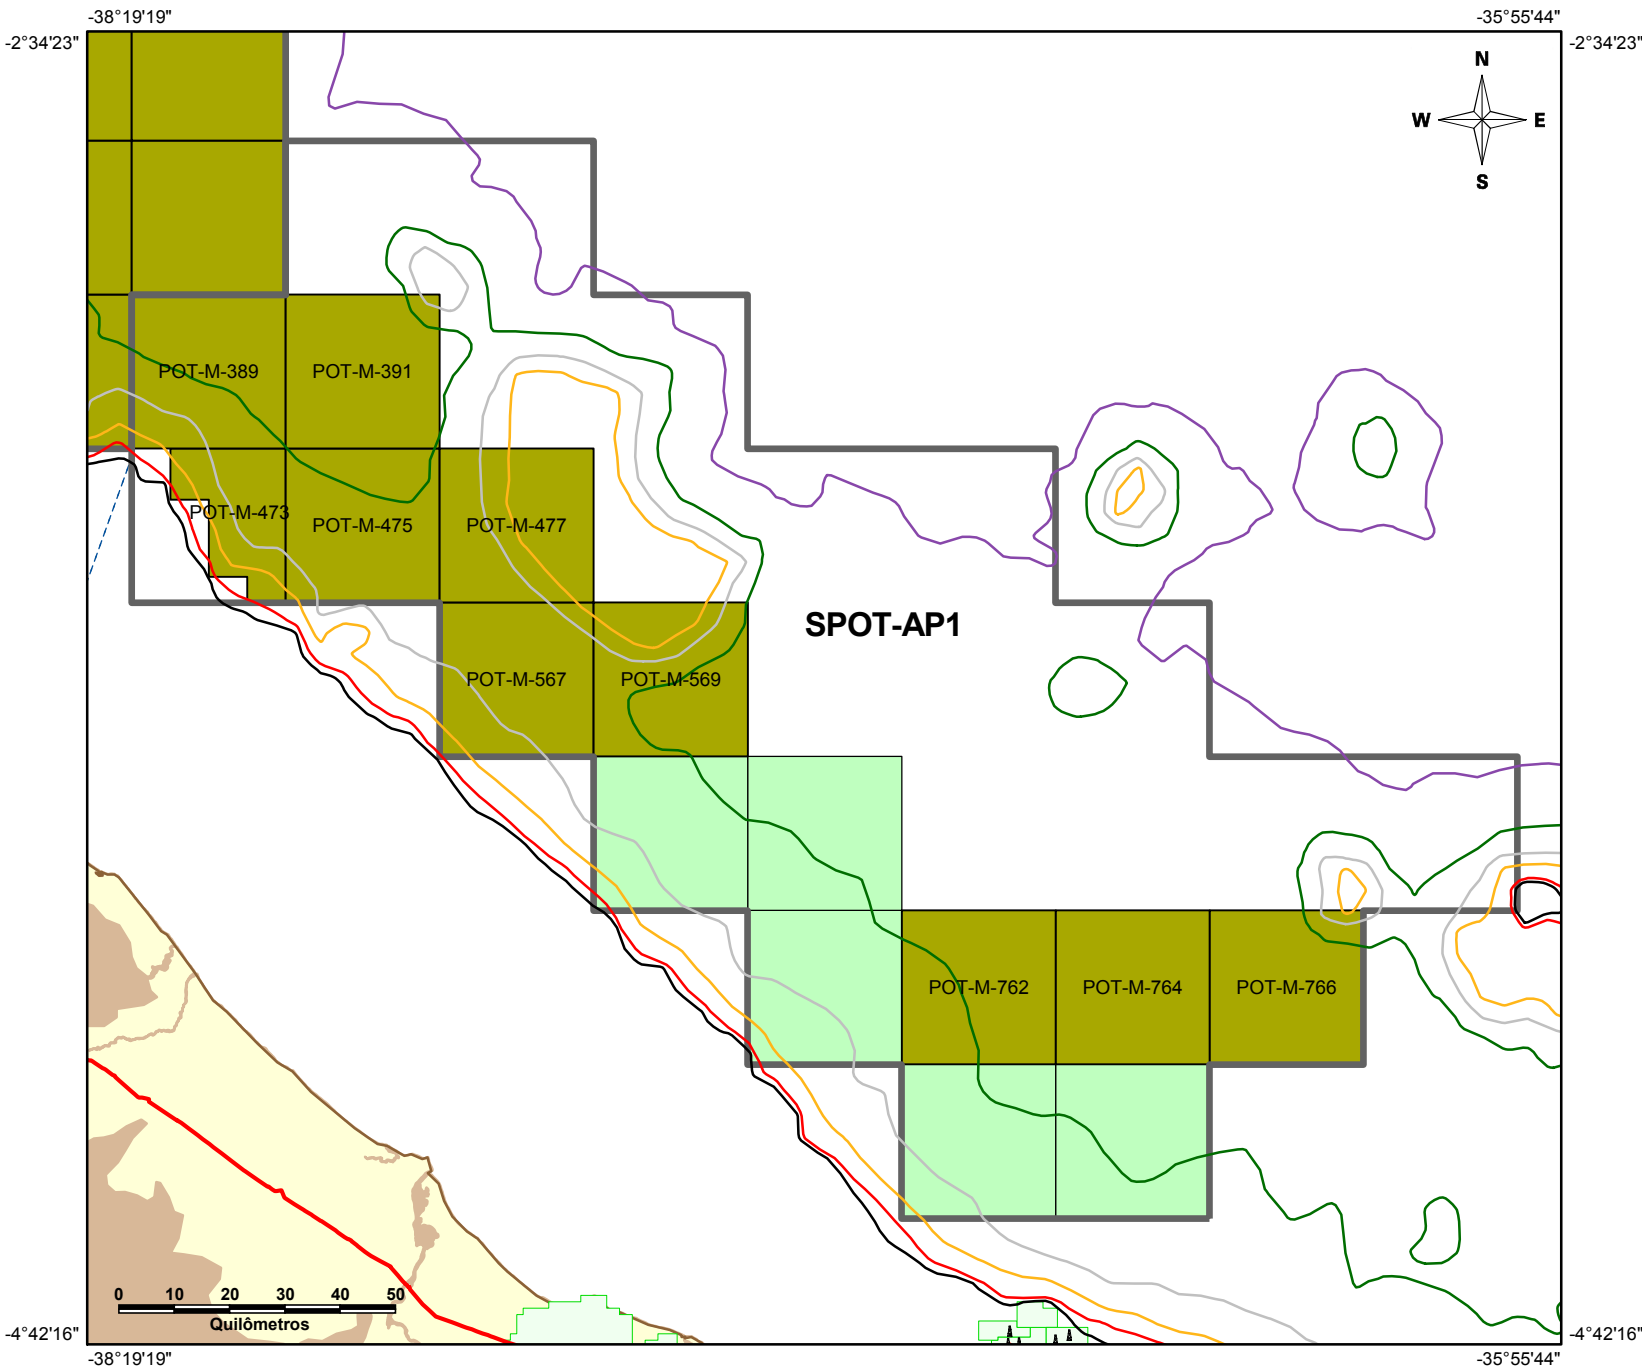 -38°19'19"
-35°55'44"
-2°34'23"
-2°34'23"
N
W
E
S
POT-M-389
POT-M-391
POT-M-473
POT-M-475
POT-M-477
SPOT-AP1
POT-M-567
POT-M-569
POT-M-762
POT-M-764
POT-M-766
0 10 20 30 40 50
Quilômetros
-4°42'16"
-4°42'16"
-38°19'19"
-35°55'44"